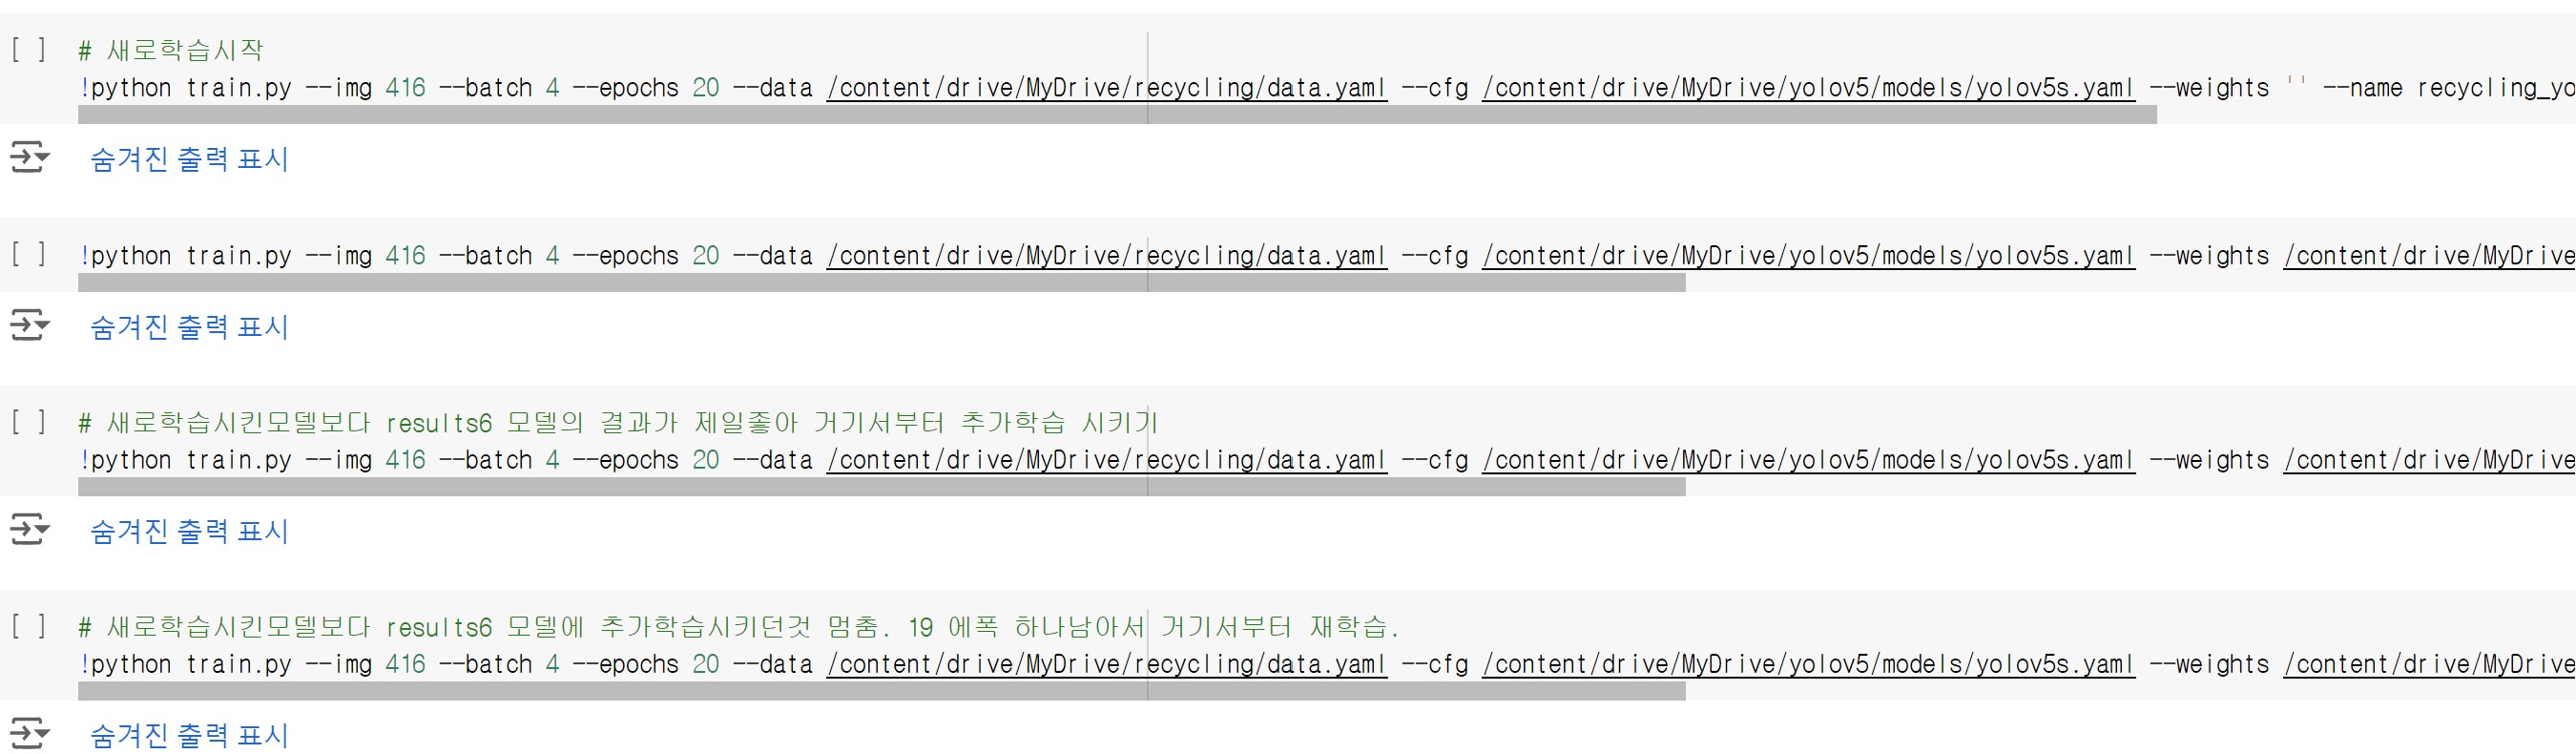 [ ] # 새로학습시작
!python train.py --img 416 --batch 4 --epochs 20 --data /content/drive/MyDrive/recycling/data.yaml --cfg /content/drive/MyDrive/yolov5/models/yolov5s.yaml --weights '' --name recycling_yo
숨겨진 출력 표시
[ ] !python train.py --img 416 --batch 4 --epochs 20 --data /content/drive/MyDrive/recycling/data.yaml --cfg /content/drive/MyDrive/yolov5/models/yolov5s.yaml --weights /content/drive/MyDrive
숨겨진 출력 표시
[ ] # 새로학습시킨모델보다 results6 모델의 결과가 제일좋아 거기서부터 추가학습 시키기
!python train.py --img 416 --batch 4 --epochs 20 --data /content/drive/MyDrive/recycling/data.yaml --cfg /content/drive/MyDrive/yolov5/models/yolov5s.yaml --weights /content/drive/MyDrive
숨겨진 출력 표시
[ ] # 새로학습시킨모델보다 results6 모델에 추가학습시키던것 멈춤. 19 에폭 하나남아서 거기서부터 재학습.
!python train.py --img 416 --batch 4 --epochs 20 --data /content/drive/MyDrive/recycling/data.yaml --cfg /content/drive/MyDrive/yolov5/models/yolov5s.yaml --weights /content/drive/MyDrive
숨겨진 출력 표시